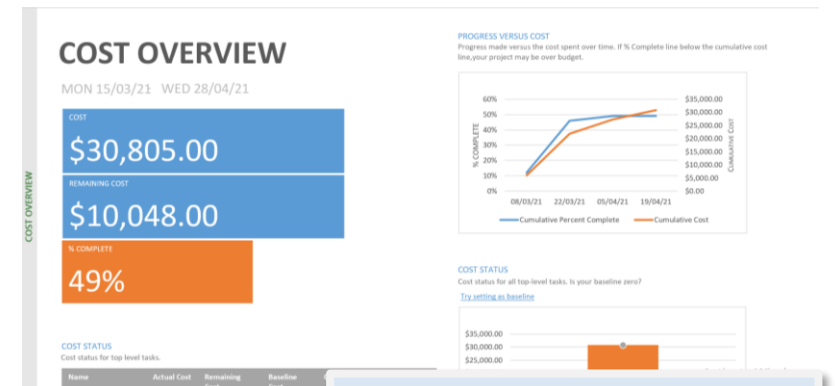 COST OVERVIEW
COST OVERVIEW
MON 15/03/21 WED 28/04/21
COST
$30,805.00
REMAINING COST
$10,048.00
% COMPLETE
49%
COST STATUS
Cost status for top level tasks.
Name Actual Cost Remaining Baseline
PROGRESS VERSUS COST
Progress made versus the cost spent over time. If % Complete line below the cumulative cost
line,your project may be over budget.
% COMPLETE
60%
50%
40%
30%
20%
10%
0%
$35,000.00
$30,000.00
$25,000.00
$20,000.00
$15,000.00
$10,000.00
$5,000.00
$0.00
CUMULATIVE COST
08/03/21 22/03/21 05/04/21 19/04/21
Cumulative Percent Complete Cumulative Cost
COST STATUS
Cost status for all top-level tasks. Is your baseline zero?
Try setting as baseline
$35,000.00
$30,000.00
$25,000.00